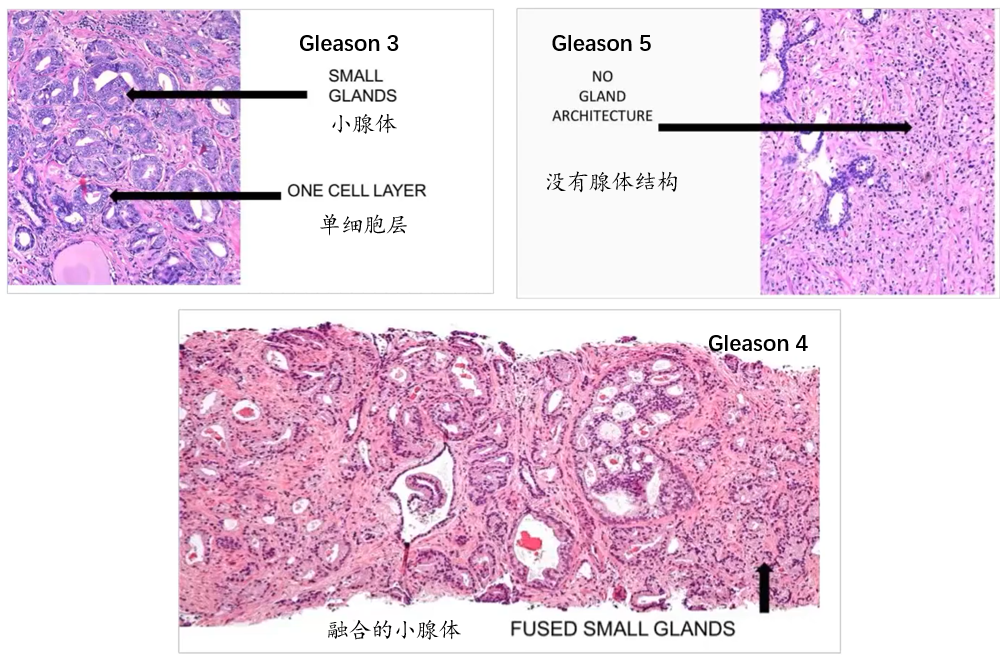 Gleason 3
SMALL
GLANDS
小腺体
ONE CELL LAYER
单细胞层
Gleason 5
NO
GLAND
ARCHITECTURE
没有腺体结构
Gleason 4
融合的小腺体
FUSED SMALL GLANDS